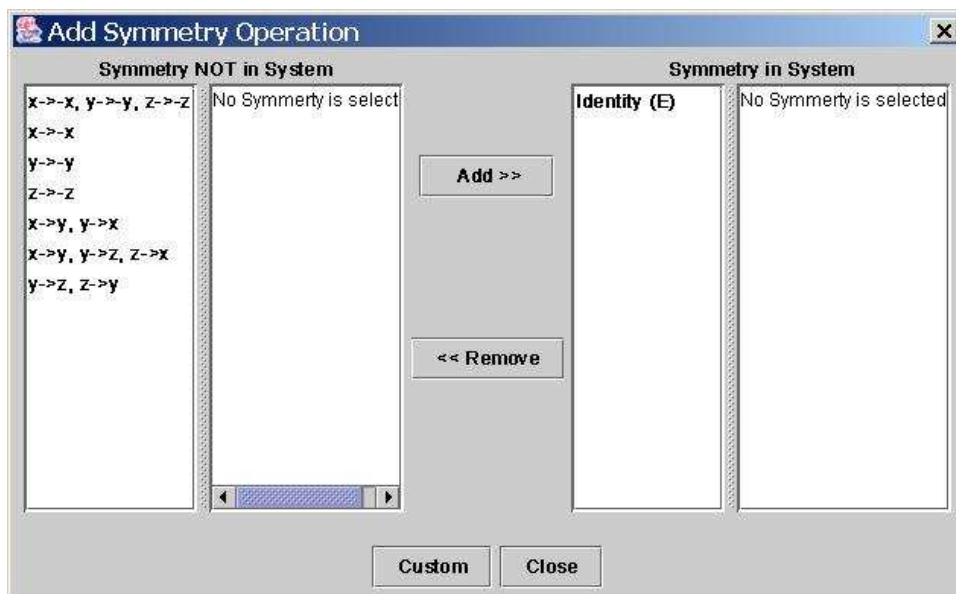 Add Symmetry Operation
Symmetry NOT in System
x->-x, y->-y, z->-z
x->-x
y->-y
z->-z
x->y, y->x
x->y, y->z, z->x
y->z, z->y
No Symmerty is select
Add >>
<< Remove
Symmetry in System
Identity (E)
No Symmerty is selected
Custom
Close